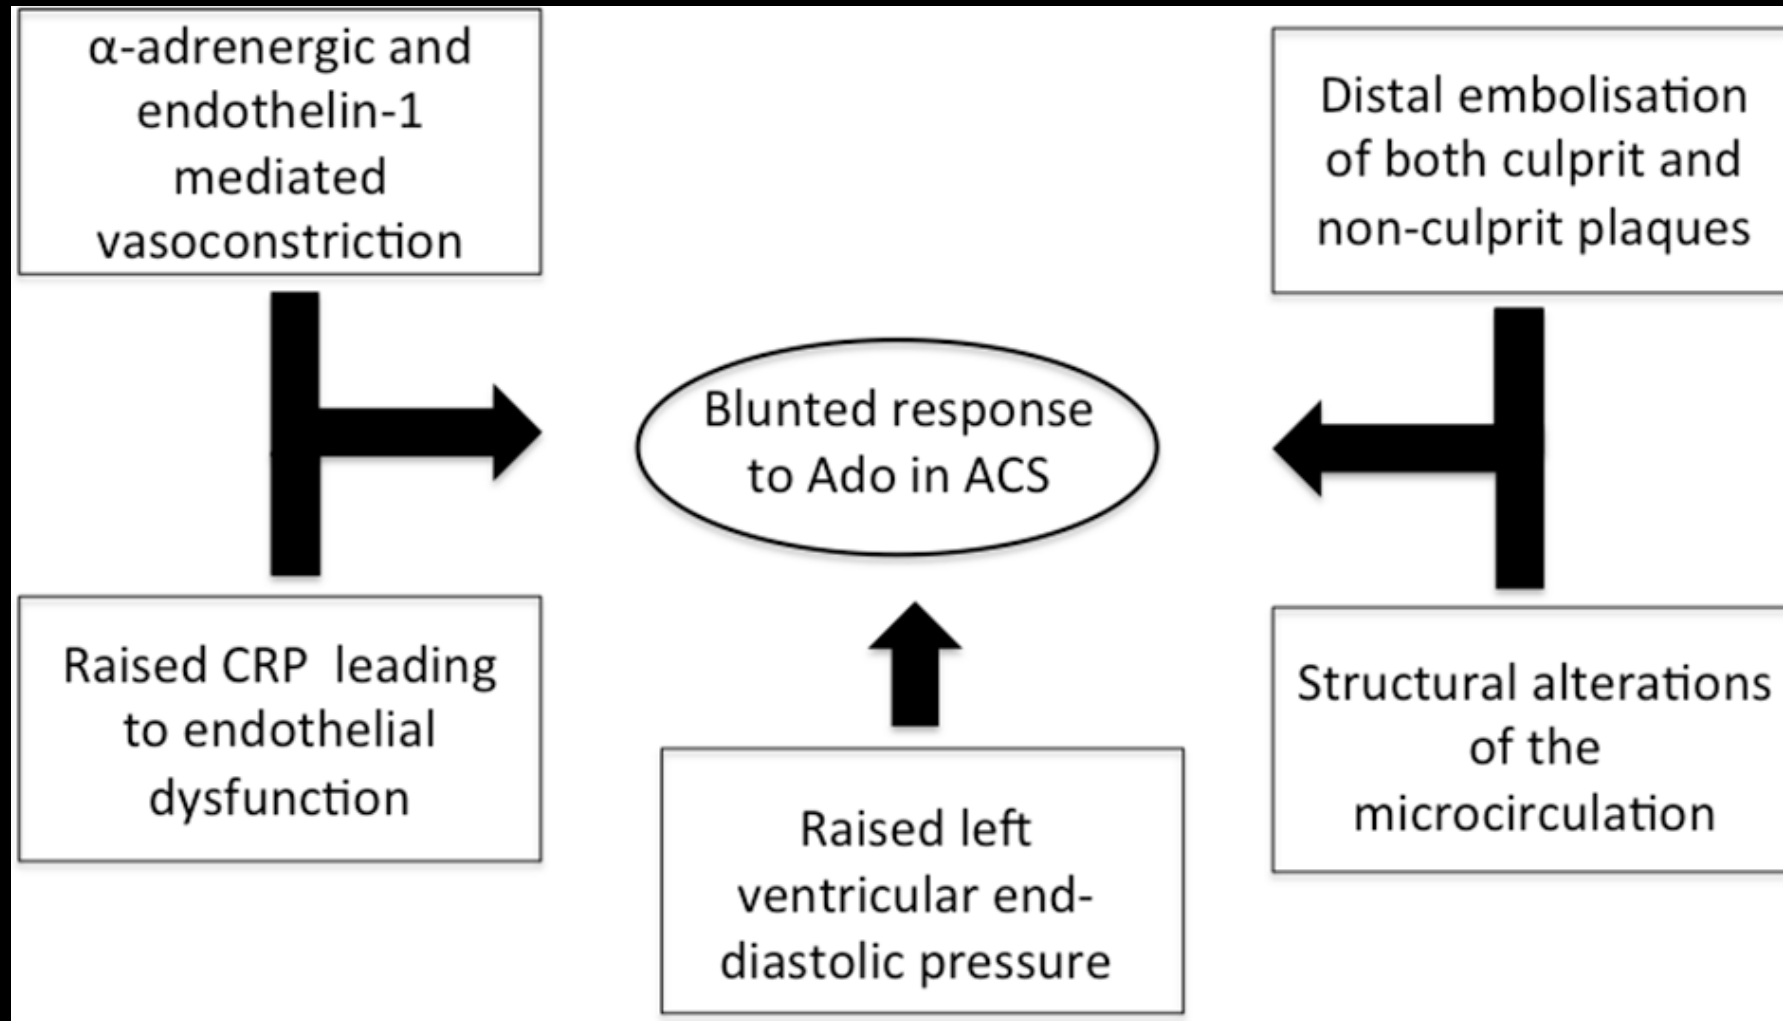 α-adrenergic and
endothelin-1
mediated
vasoconstriction
Distal embolisation
of both culprit and
non-culprit plaques
Blunted response
to Ado in ACS
Raised CRP  leading
to endothelial
dysfunction
Raised left
ventricular end-
diastolic pressure
Structural alterations
of the
microcirculation